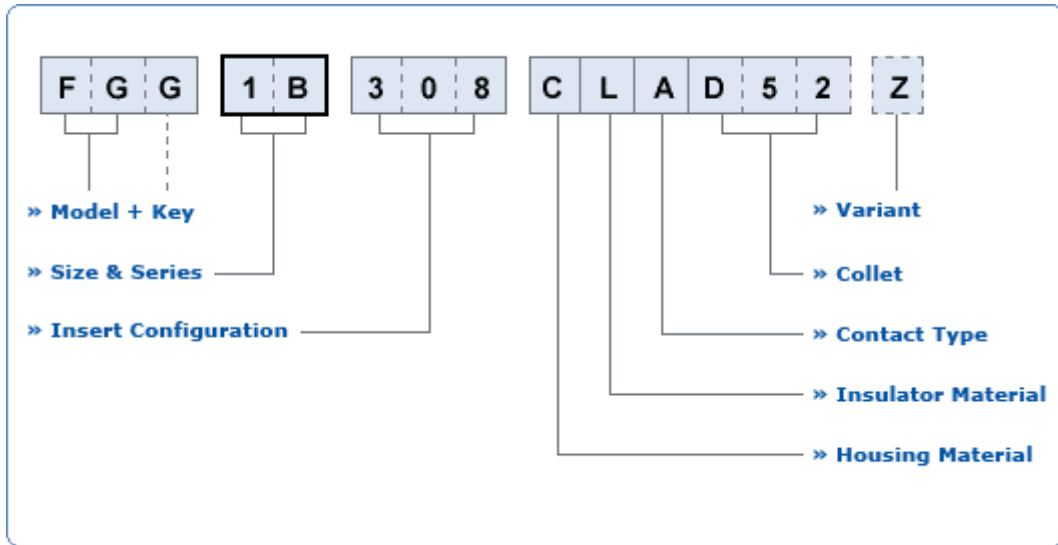 F G G 1 B 3 0 8 C L A D 5 2 Z
» Model + Key
» Variant
» Size & Series
» Collet
» Insert Configuration
» Contact Type
» Insulator Material
» Housing Material